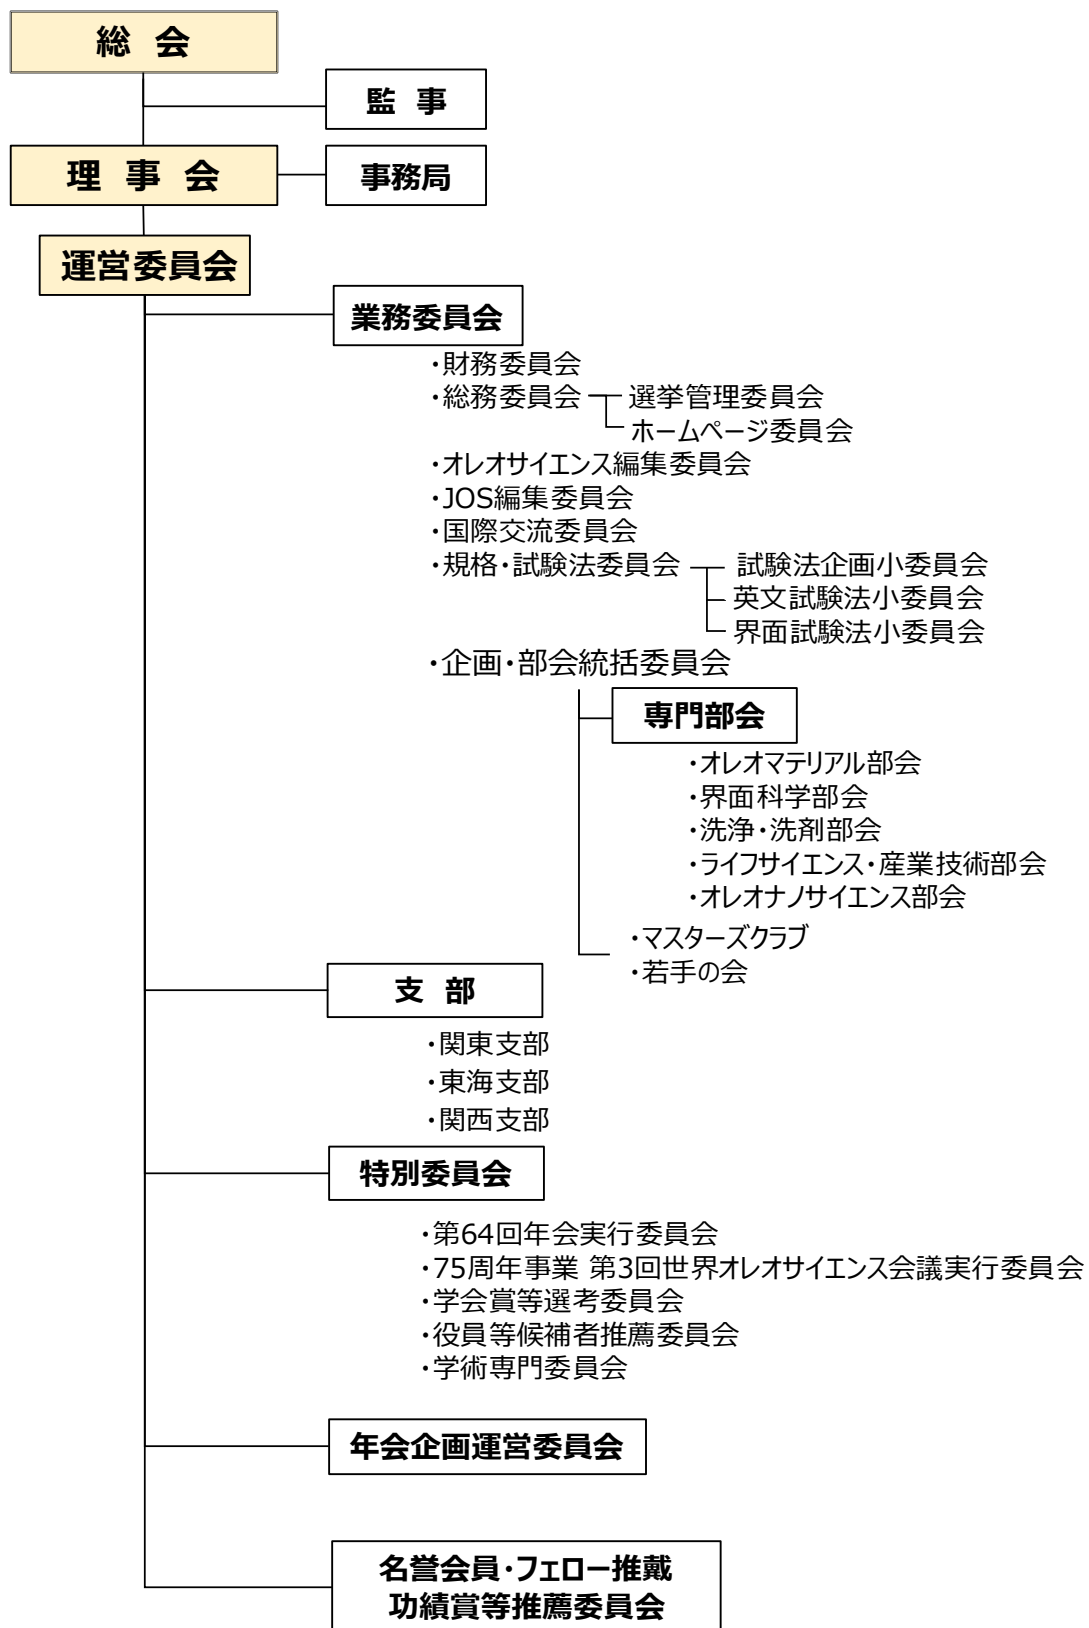 総 会
監 事
理 事 会
事務局
運営委員会
業務委員会
・財務委員会
・総務委員会
選挙管理委員会
ホームページ委員会
・オレオサイエンス編集委員会
・JOS編集委員会
・国際交流委員会
・規格・試験法委員会
試験法企画小委員会
英文試験法小委員会
界面試験法小委員会
・企画・部会統括委員会
専門部会
・オレオマテリアル部会
・界面科学部会
・洗浄・洗剤部会
・ライフサイエンス・産業技術部会
・オレオナノサイエンス部会
・マスターズクラブ
・若手の会
支 部
・関東支部
・東海支部
・関西支部
特別委員会
・第64回年会実行委員会
・75周年事業 第3回世界オレオサイエンス会議実行委員会
・学会賞等選考委員会
・役員等候補者推薦委員会
・学術専門委員会
年会企画運営委員会
名誉会員・フェロー推戴
功績賞等推薦委員会